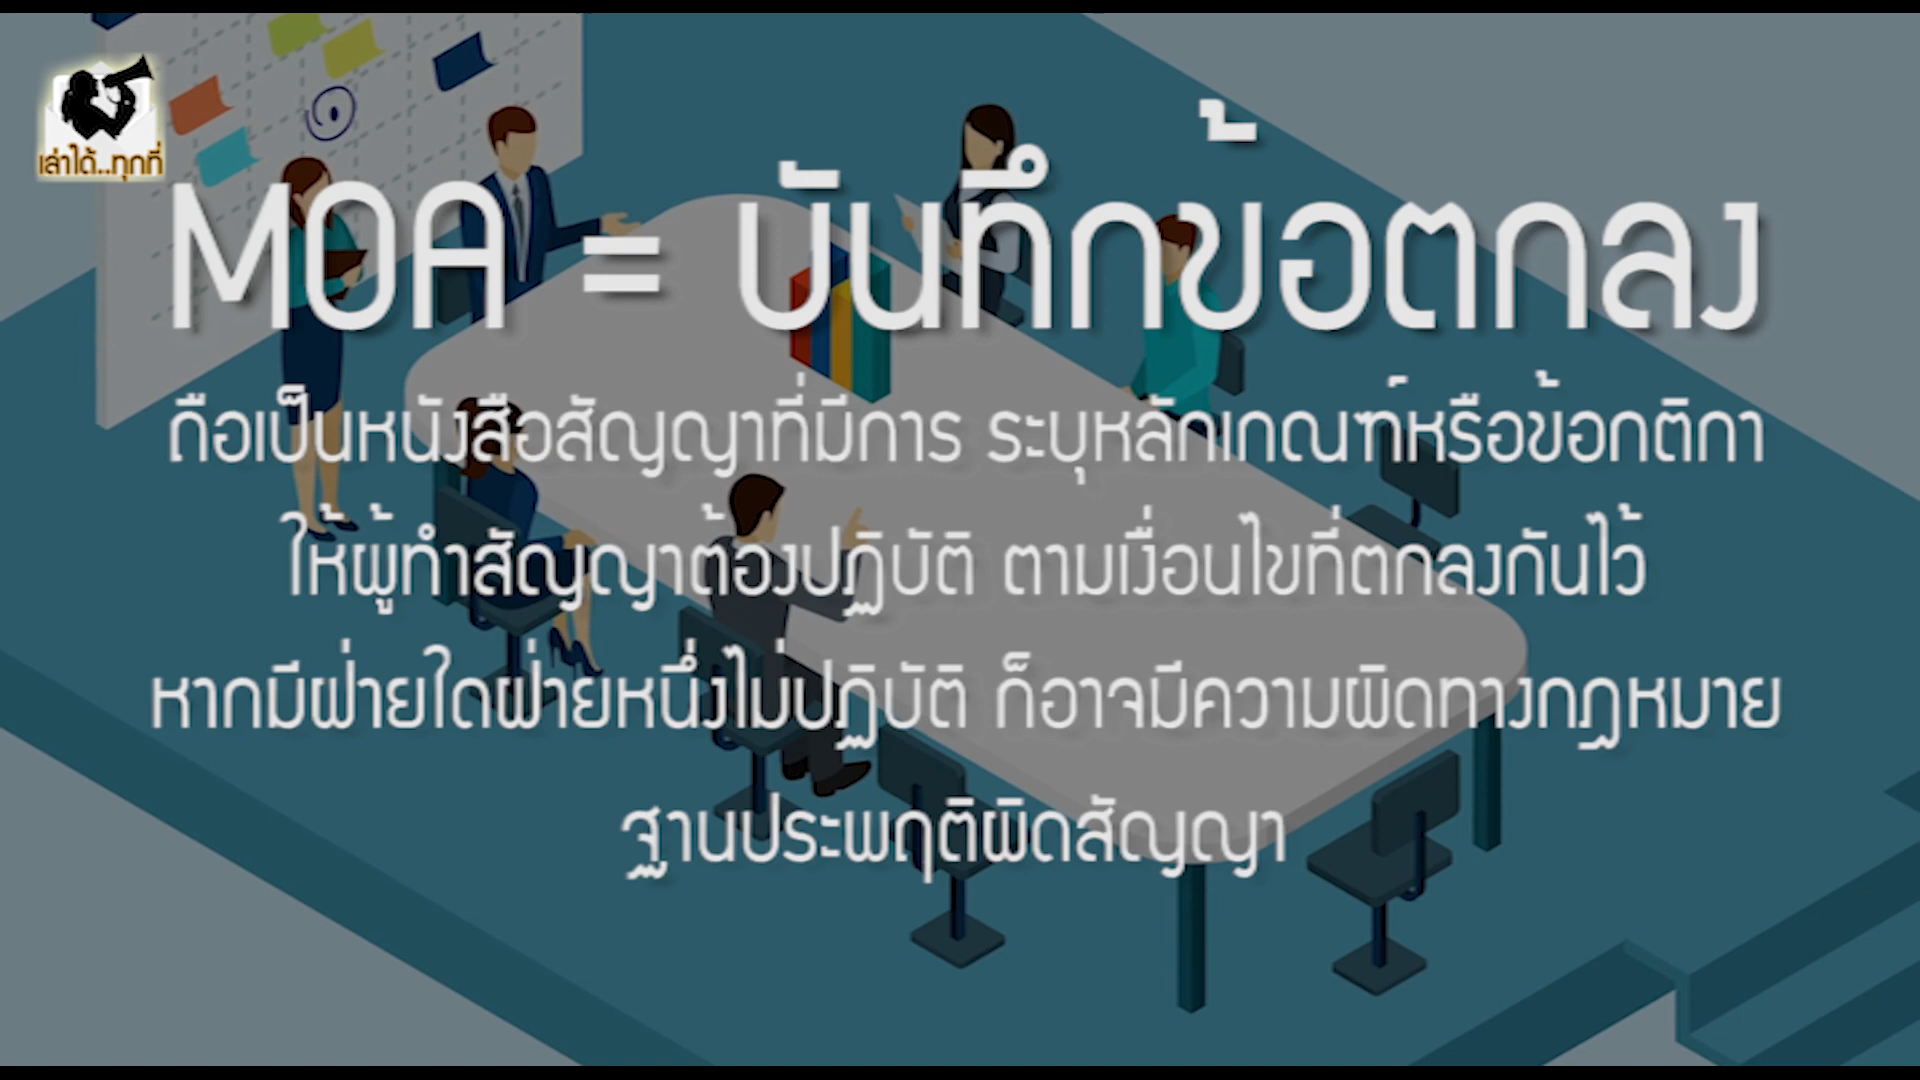 เล่าได้..ทุกที่
MOA = บันทึกข้อตกลง
ถือเป็นหนังสือสัญญาที่มีการ ระบุหลักเกณฑ์หรือข้อกติกา
ให้ผู้ทำสัญญาต้องปฏิบัติ ตามเงื่อนไขที่ตกลงกันไว้
หากมีฝ่ายใดฝ่ายหนึ่งไม่ปฏิบัติ ก็อาจมีความผิดทางกฎหมาย
ฐานประพฤติผิดสัญญา